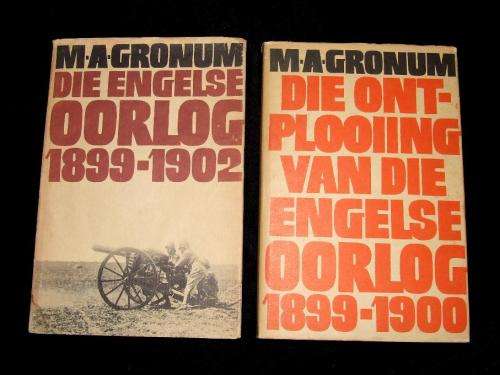 M·A·GRONUM
DIE ENGELSE
OORLOG
1899-1902
M·A·GRONUM
DIE ONT-
PLOOIING
VAN DIE
ENGELSE
OORLOG
1899-1900